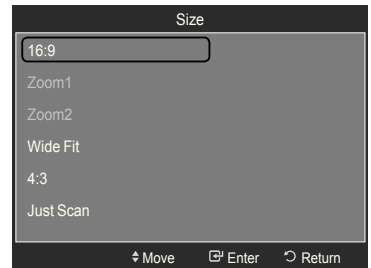 Size
16:9
Zoom1
Zoom2
Wide Fit
4:3
Just Scan
Move Enter Return